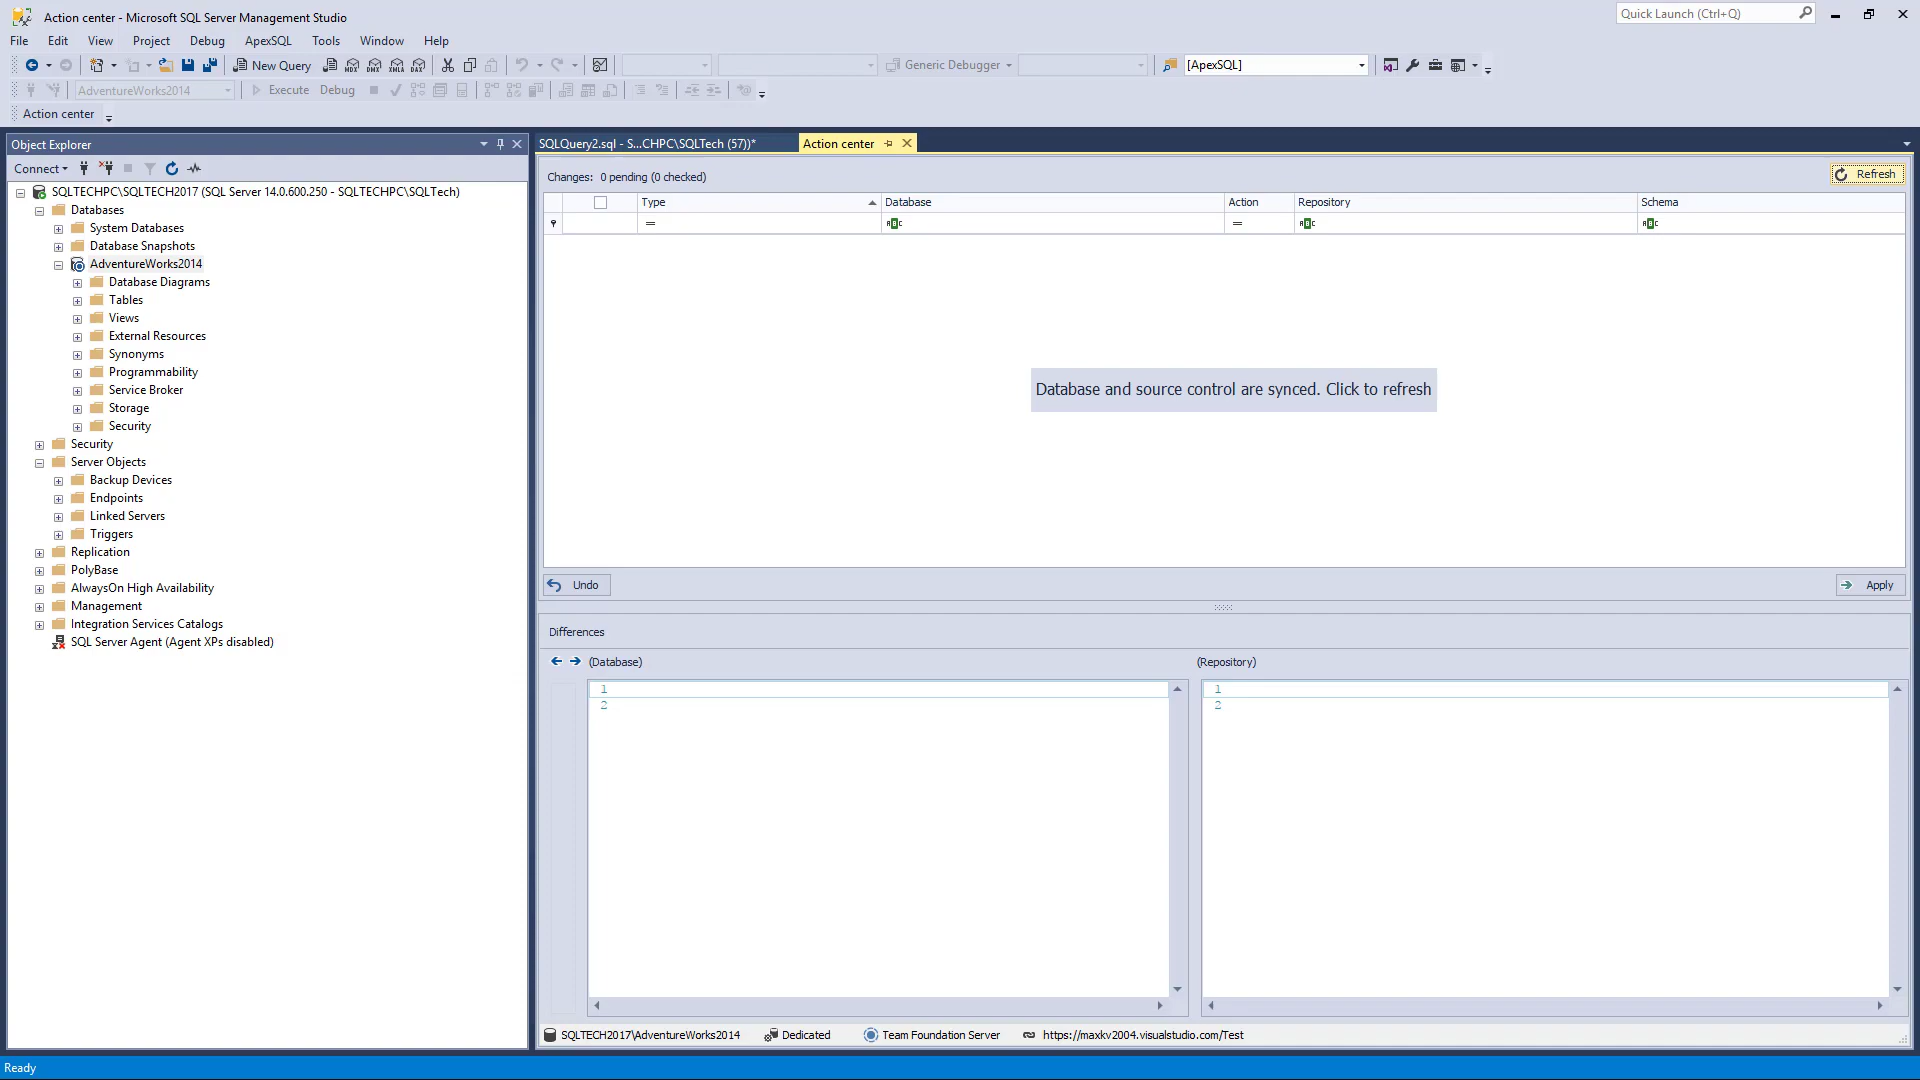 Action center - Microsoft SQL Server Management Studio
Quick Launch (Ctrl+Q)
File Edit View Project Debug ApexSQL Tools Window Help
New Query
Generic Debugger
[ApexSQL]
AdventureWorks2014
Execute Debug
Action center
Object Explorer
SQLQuery2.sql - S...CHPC\SQLTech (57))*
Action center
Connect
Changes: 0 pending (0 checked)
Refresh
SQLTECHPC\SQLTECH2017 (SQL Server 14.0.600.250 - SQLTECHPC\SQLTech)
Databases
System Databases
Database Snapshots
AdventureWorks2014
Database Diagrams
Tables
Views
External Resources
Synonyms
Programmability
Service Broker
Storage
Security
Security
Server Objects
Backup Devices
Endpoints
Linked Servers
Triggers
Replication
PolyBase
AlwaysOn High Availability
Management
Integration Services Catalogs
SQL Server Agent (Agent XPs disabled)
Type Database Action Repository Schema
Database and source control are synced. Click to refresh
Undo
Apply
Differences
(Database)
(Repository)
1
2
1
2
SQLTECH2017\AdventureWorks2014 Dedicated Team Foundation Server https://maxkv2004.visualstudio.com/Test
Ready